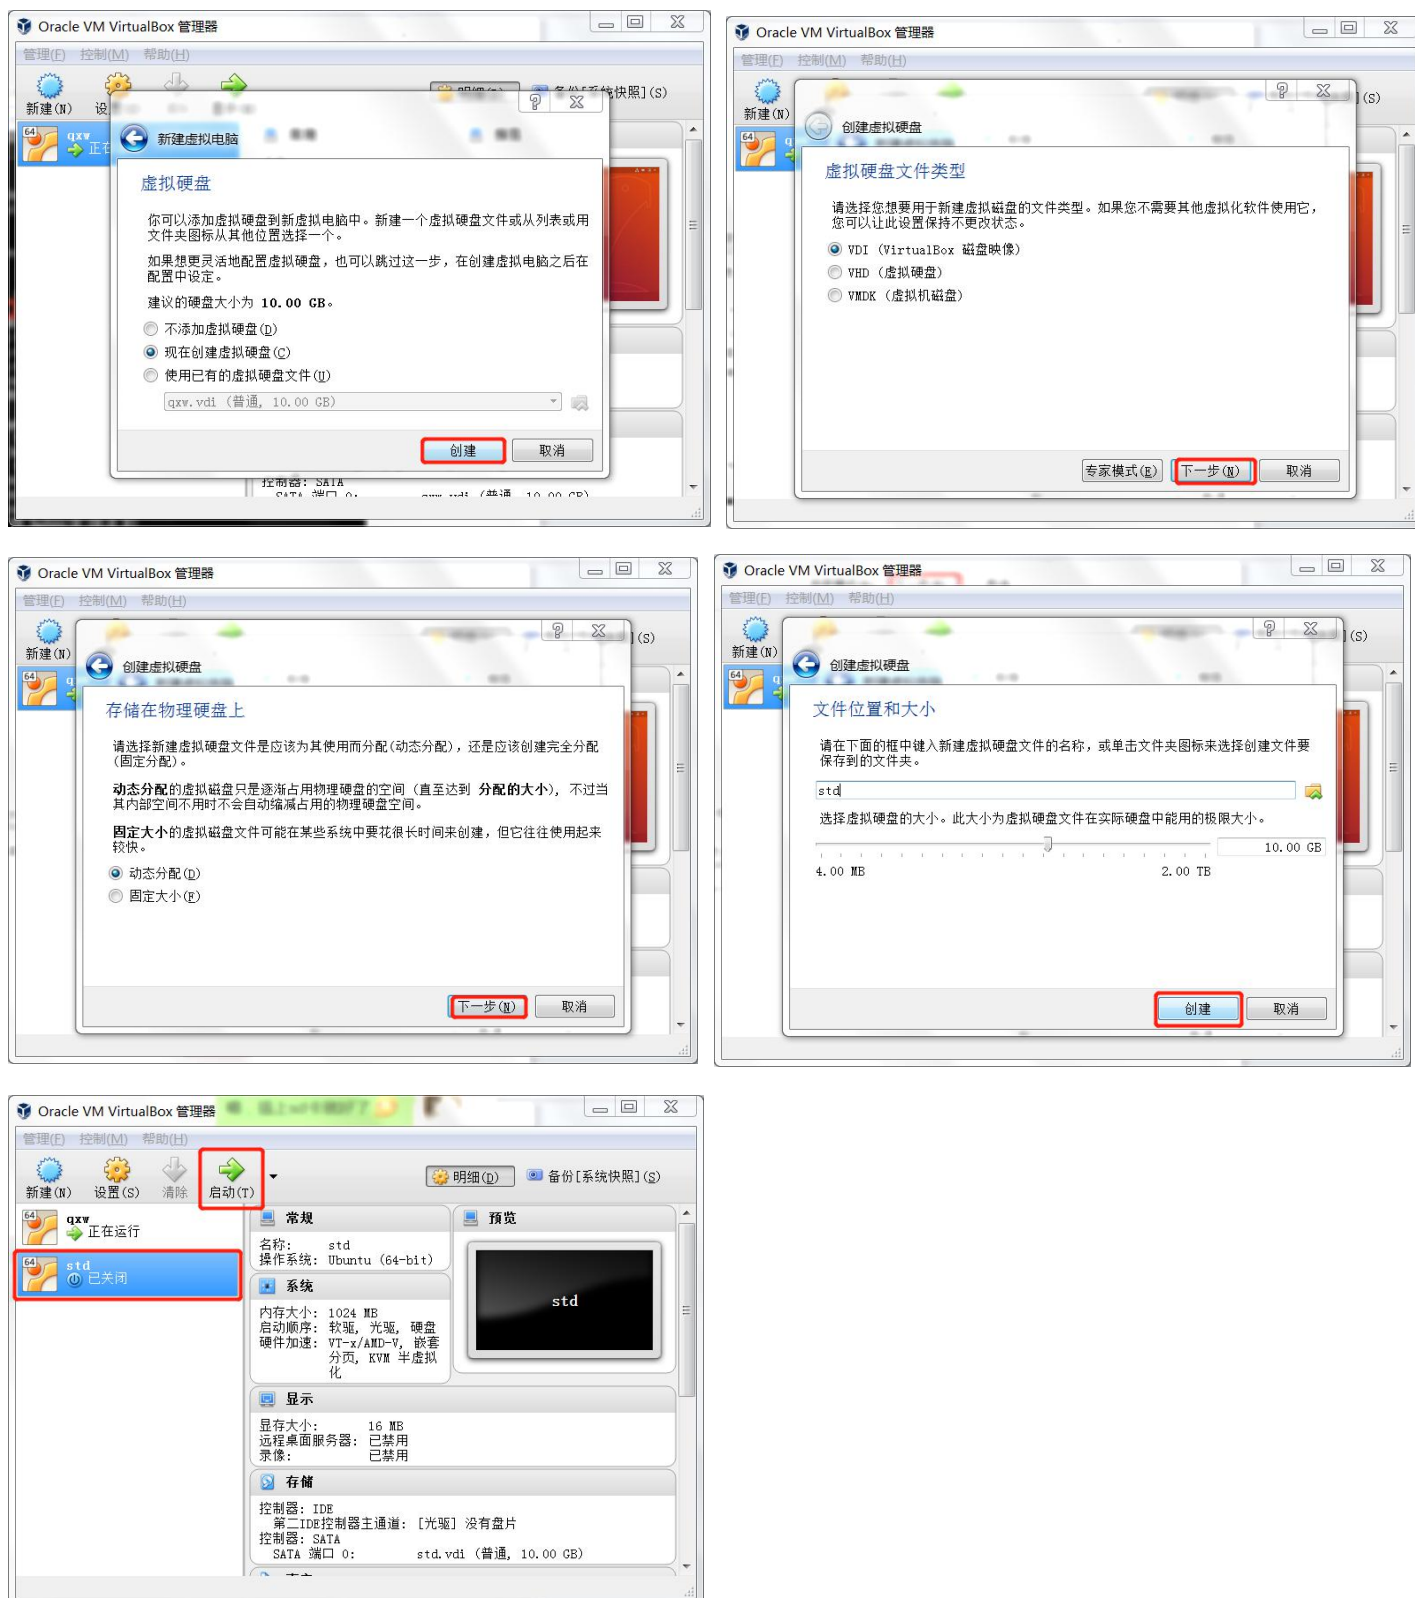 Oracle VM VirtualBox 管理器
管理(F) 控制(M) 帮助(H)
新建(N)
备份[系统快照](S)
64 qxw
新建虚拟电脑
虚拟硬盘
你可以添加虚拟硬盘到新虚拟电脑中。新建一个虚拟硬盘文件或从列表或用
文件夹图标从其他位置选择一个。
如果想更灵活地配置虚拟硬盘，也可以跳过这一步，在创建虚拟电脑之后在
配置中设定。
建议的硬盘大小为 10.00 GB。
不添加虚拟硬盘(D)
现在创建虚拟硬盘(C)
使用已有的虚拟硬盘文件(U)
qxw.vdi (普通, 10.00 GB)
创建 取消
控制器: SATA
SATA 端口 0: qxw.vdi (普通, 10.00 GB)
Oracle VM VirtualBox 管理器
管理(F) 控制(M) 帮助(H)
新建(N)
](S)
64
创建虚拟硬盘
虚拟硬盘文件类型
请选择您想要用于新建虚拟磁盘的文件类型。如果您不需要其他虚拟化软件使用它，
您可以让此设置保持不更改状态。
VDI (VirtualBox 磁盘映像)
VHD (虚拟硬盘)
VMDK (虚拟机磁盘)
专家模式(E) 下一步(N) 取消
Oracle VM VirtualBox 管理器
管理(F) 控制(M) 帮助(H)
新建(N)
](S)
64
创建虚拟硬盘
存储在物理硬盘上
请选择新建虚拟硬盘文件是应该为其使用而分配(动态分配)，还是应该创建完全分配
(固定分配)。
动态分配的虚拟磁盘只是逐渐占用物理硬盘的空间 (直至达到 分配的大小)，不过当
其内部空间不用时不会自动缩减占用的物理硬盘空间。
固定大小的虚拟磁盘文件可能在某些系统中要花很长时间来创建，但它往往使用起来
较快。
动态分配(D)
固定大小(F)
下一步(N) 取消
Oracle VM VirtualBox 管理器
管理(F) 控制(M) 帮助(H)
新建(N)
](S)
64
创建虚拟硬盘
文件位置和大小
请在下面的框中键入新建虚拟硬盘文件的名称，或单击文件夹图标来选择创建文件要
保存到的文件夹。
std
选择虚拟硬盘的大小。此大小为虚拟硬盘文件在实际硬盘中能用的极限大小。
10.00 GB
4.00 MB 2.00 TB
创建 取消
Oracle VM VirtualBox 管理器
管理(F) 控制(M) 帮助(H)
新建(N) 设置(S) 清除 启动(T) 明细(D) 备份[系统快照](S)
64 qxw
正在运行
64 std
已关闭
常规
名称: std
操作系统: Ubuntu (64-bit)
系统
内存大小: 1024 MB
启动顺序: 软驱, 光驱, 硬盘
硬件加速: VT-x/AMD-V, 嵌套
分页, KVM 半虚拟
化
预览
std
显示
显存大小: 16 MB
远程桌面服务器: 已禁用
录像: 已禁用
存储
控制器: IDE
第二IDE控制器主通道: [光驱] 没有盘片
控制器: SATA
SATA 端口 0: std.vdi (普通, 10.00 GB)